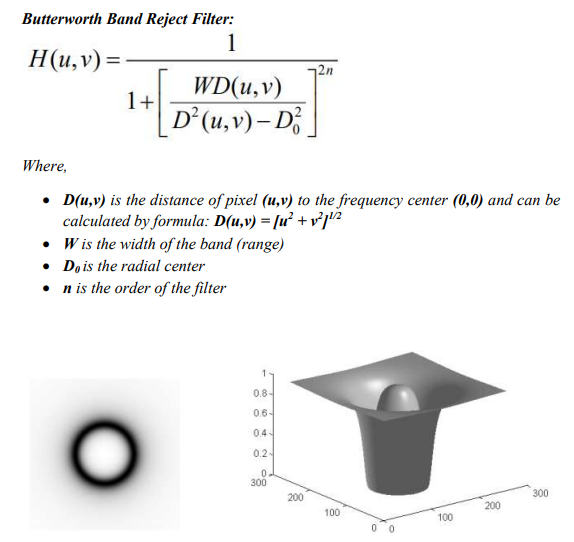 Butterworth Band Reject Filter:
H(u,v) = 1 / (1 + [WD(u,v) / (D²(u,v) – D₀²)]²ⁿ)
Where,
• D(u,v) is the distance of pixel (u,v) to the frequency center (0,0) and can be
calculated by formula: D(u,v) = [u² + v²]¹/²
• W is the width of the band (range)
• D₀ is the radial center
• n is the order of the filter
1
0.8
0.6
0.4
0.2
0
300
200
100
0
0
100
200
300